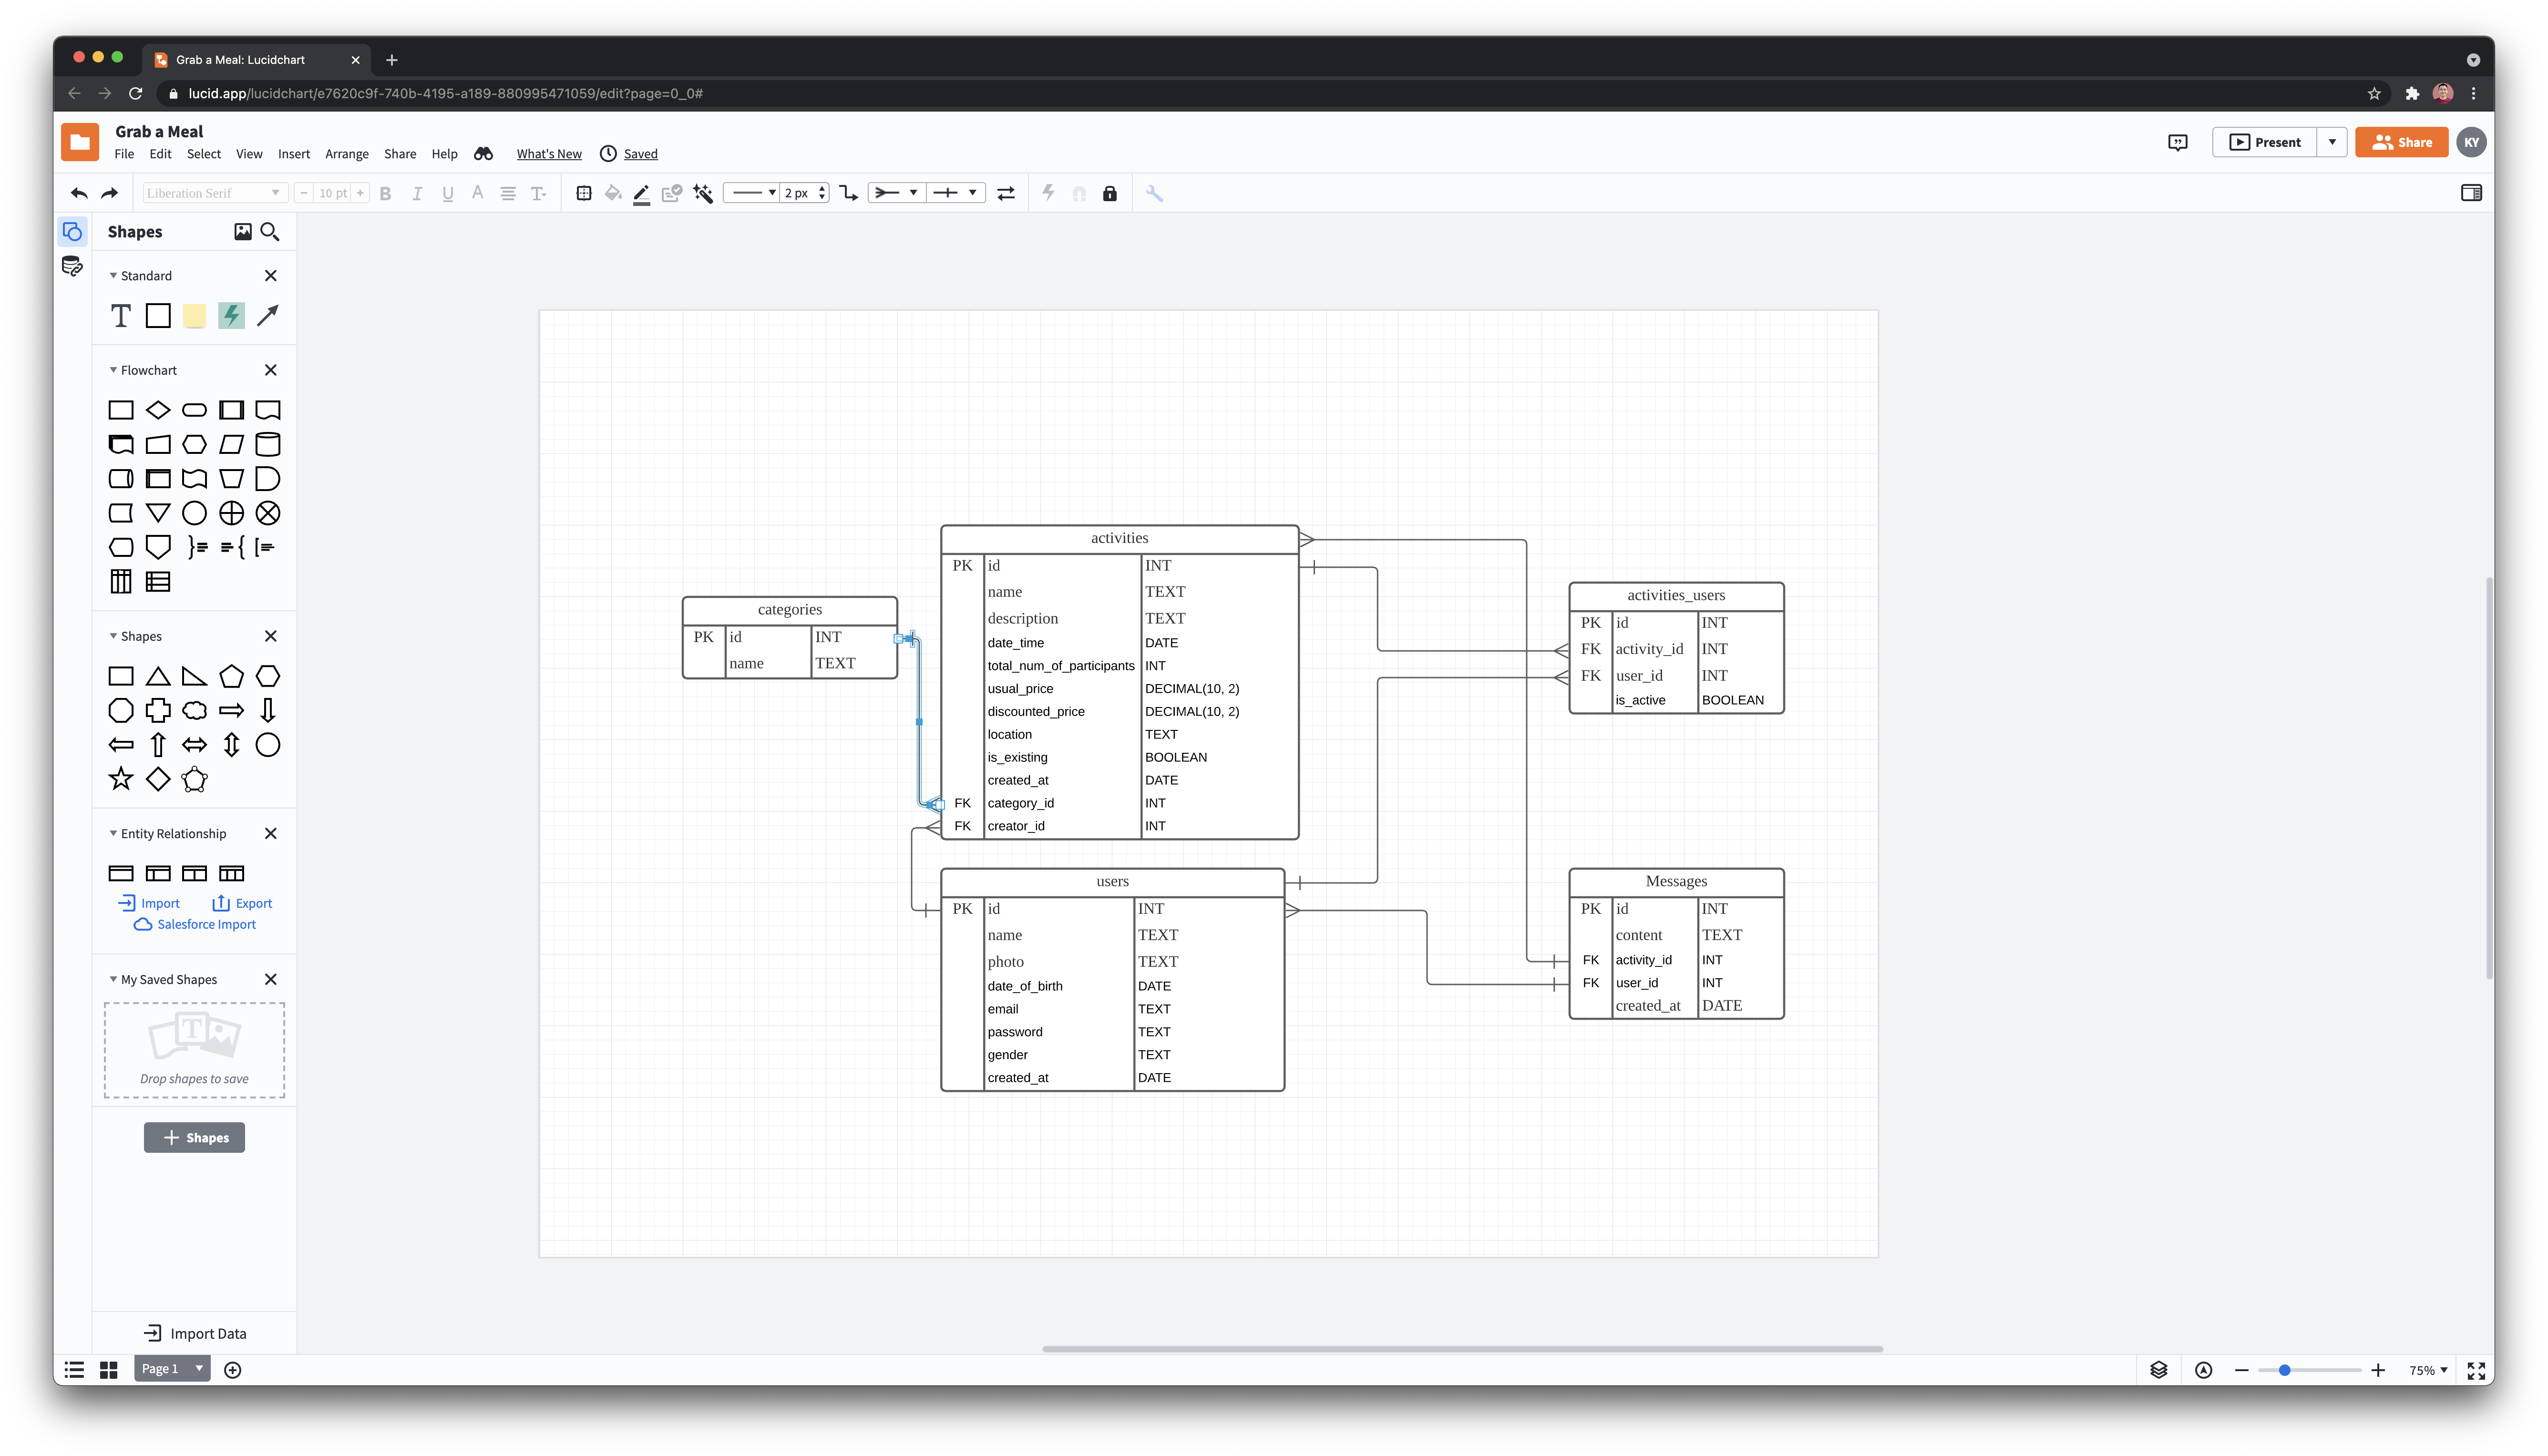 Grab a Meal: Lucidchart
lucid.app/lucidchart/e7620c9f-740b-4195-a189-880995471059/edit?page=0_0#
Grab a Meal
File Edit Select View Insert Arrange Share Help What's New Saved
Present Share KY
Liberation Serif 10 pt B I U A T 2 px
Shapes
Standard
T
Flowchart
Shapes
Entity Relationship
Import Export
Salesforce Import
My Saved Shapes
T
Drop shapes to save
+ Shapes
Import Data
Page 1
75%
categories
PK id INT
name TEXT
activities
PK id INT
name TEXT
description TEXT
date_time DATE
total_num_of_participants INT
usual_price DECIMAL(10, 2)
discounted_price DECIMAL(10, 2)
location TEXT
is_existing BOOLEAN
created_at DATE
FK category_id INT
FK creator_id INT
users
PK id INT
name TEXT
photo TEXT
date_of_birth DATE
email TEXT
password TEXT
gender TEXT
created_at DATE
activities_users
PK id INT
FK activity_id INT
FK user_id INT
is_active BOOLEAN
Messages
PK id INT
content TEXT
FK activity_id INT
FK user_id INT
created_at DATE